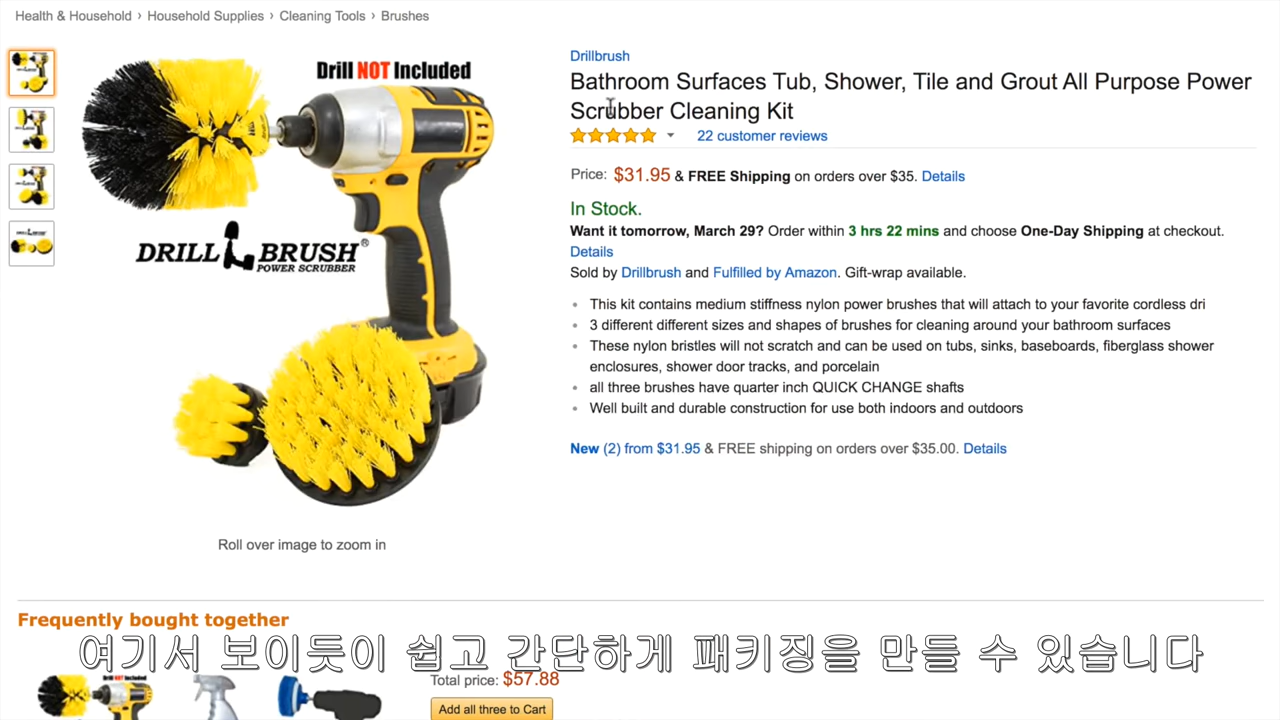 Health & Household › Household Supplies › Cleaning Tools › Brushes
Drill NOT Included
DRILL BRUSH®
POWER SCRUBBER
Roll over image to zoom in
Drillbrush
Bathroom Surfaces Tub, Shower, Tile and Grout All Purpose Power
Scrubber Cleaning Kit
22 customer reviews
Price: $31.95 & FREE Shipping on orders over $35. Details
In Stock.
Want it tomorrow, March 29? Order within 3 hrs 22 mins and choose One-Day Shipping at checkout.
Details
Sold by Drillbrush and Fulfilled by Amazon. Gift-wrap available.
• This kit contains medium stiffness nylon power brushes that will attach to your favorite cordless dri
• 3 different different sizes and shapes of brushes for cleaning around your bathroom surfaces
• These nylon bristles will not scratch and can be used on tubs, sinks, baseboards, fiberglass shower
enclosures, shower door tracks, and porcelain
• all three brushes have quarter inch QUICK CHANGE shafts
• Well built and durable construction for use both indoors and outdoors
New (2) from $31.95 & FREE shipping on orders over $35.00. Details
Frequently bought together
여기서 보이듯이 쉽고 간단하게 패키징을 만들 수 있습니다
Drill NOT Included
Total price: $57.88
Add all three to Cart